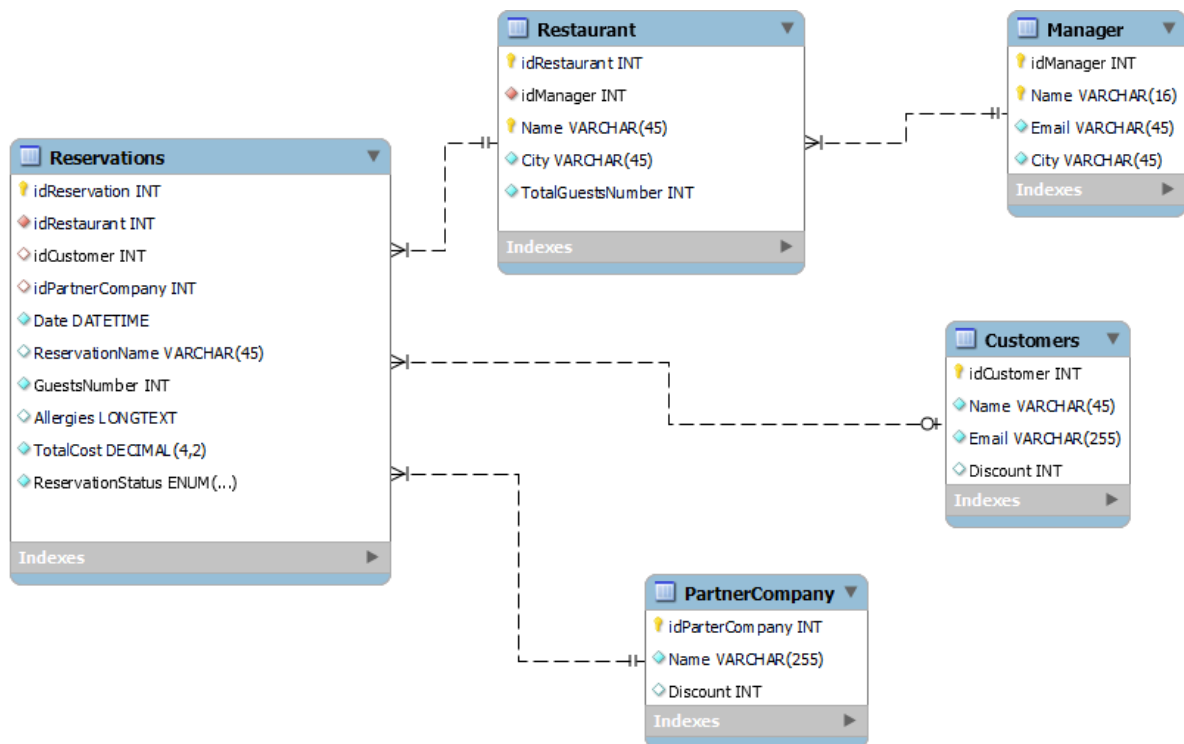 Restaurant
idRestaurant INT
idManager INT
Name VARCHAR(45)
City VARCHAR(45)
TotalGuestsNumber INT
Indexes
Manager
idManager INT
Name VARCHAR(16)
Email VARCHAR(45)
City VARCHAR(45)
Indexes
Reservations
idReservation INT
idRestaurant INT
idCustomer INT
idPartnerCompany INT
Date DATETIME
ReservationName VARCHAR(45)
GuestsNumber INT
Allergies LONGTEXT
TotalCost DECIMAL(4,2)
ReservationStatus ENUM(...)
Indexes
Customers
idCustomer INT
Name VARCHAR(45)
Email VARCHAR(255)
Discount INT
Indexes
PartnerCompany
idParterCompany INT
Name VARCHAR(255)
Discount INT
Indexes